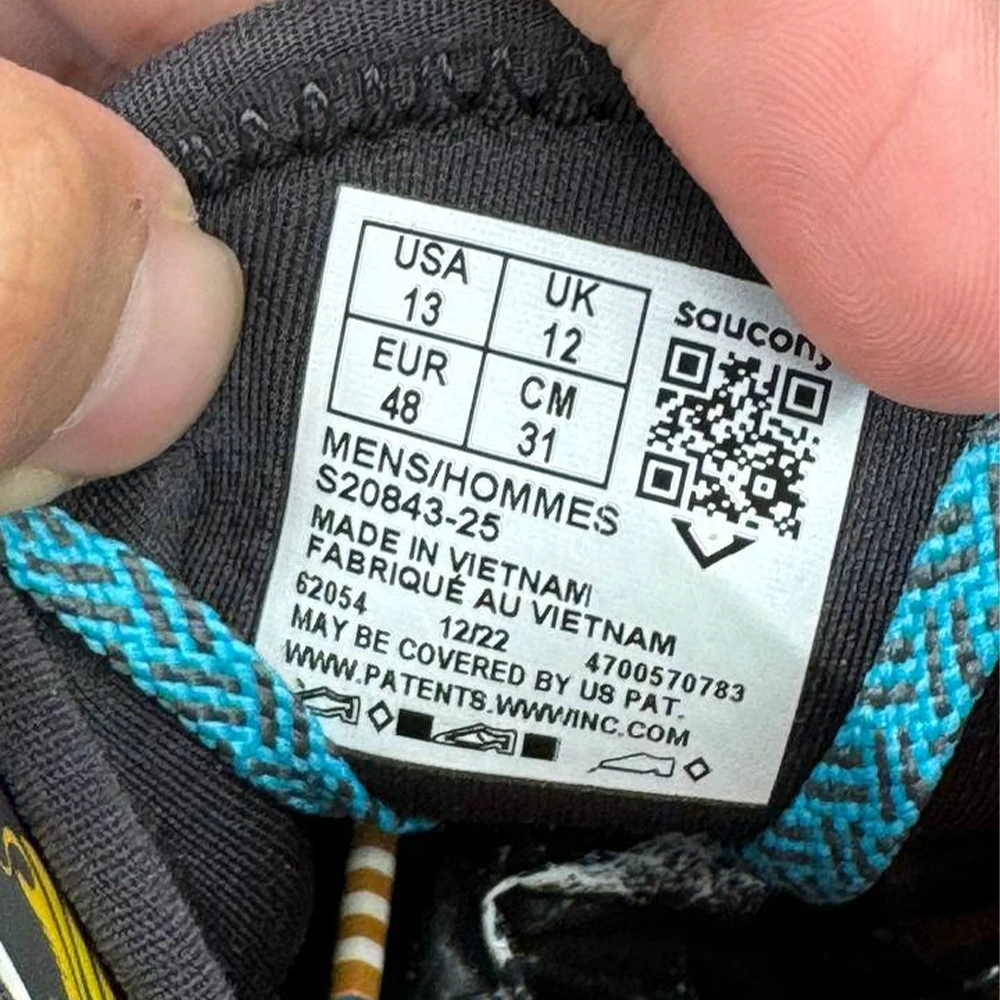 USA
13
UK
12
EUR
48
CM
31
saucony
MENS/HOMMES
S20843-25
MADE IN VIETNAM
FABRIQUÉ AU VIETNAM
62054 12/22 4700570783
MAY BE COVERED BY US PAT.
WWW.PATENTS.WWWINC.COM